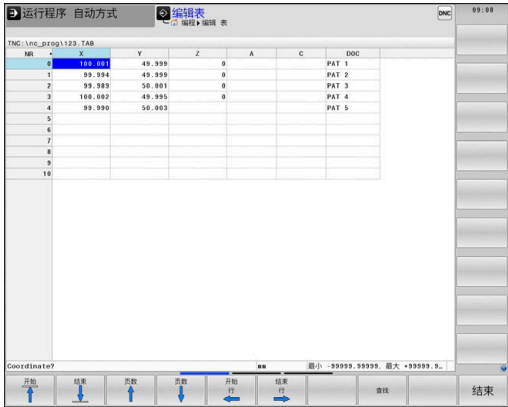 运行程序 自动方式
编辑表
编程 编辑 表
DNC
09:08
TNC:\nc_prog\123.TAB
NR X Y Z A C DOC
0 100.001 49.999 0 PAT 1
1 99.994 49.999 0 PAT 2
2 99.989 50.001 0 PAT 3
3 100.002 49.995 0 PAT 4
4 99.990 50.003 PAT 5
5
6
7
8
9
10
Coordinate? mm 最小 -99999.99999, 最大 +99999.9…
开始 结束 页数 页数 开始行 结束行 查找 结束